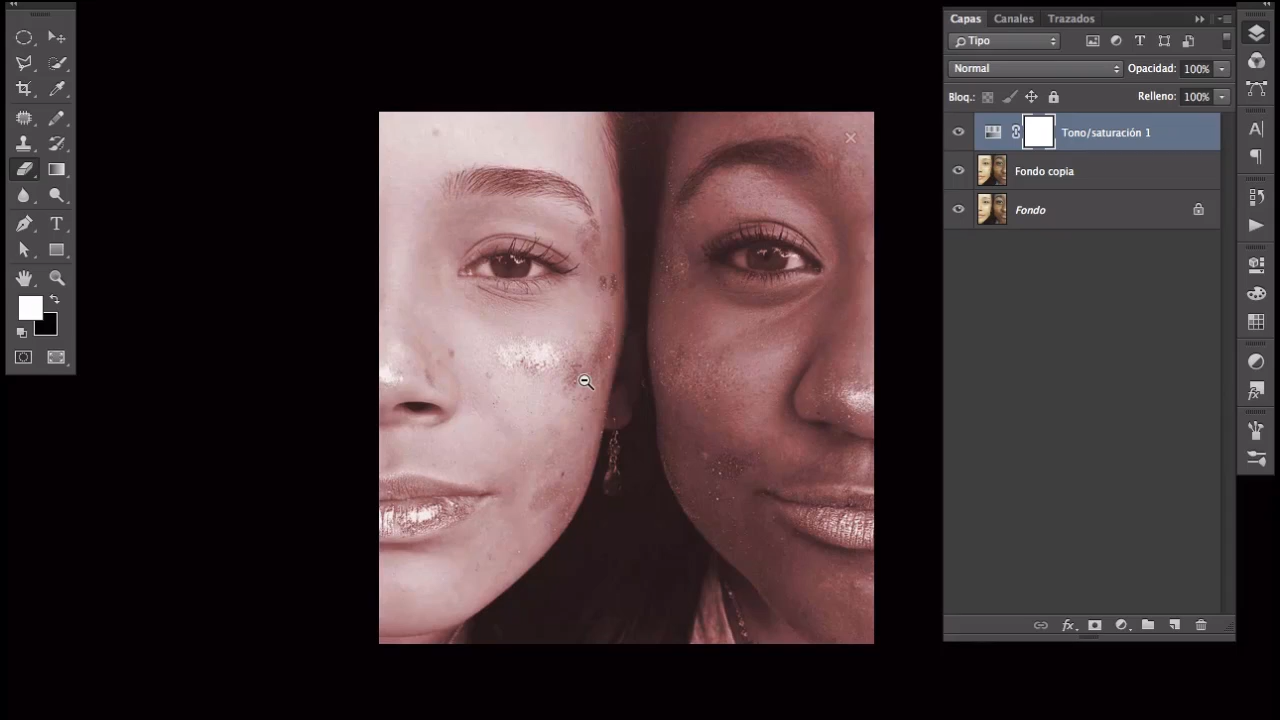 Capas Canales Trazados
Tipo
Normal Opacidad: 100%
Bloq.: Relleno: 100%
Tono/saturación 1
Fondo copia
Fondo